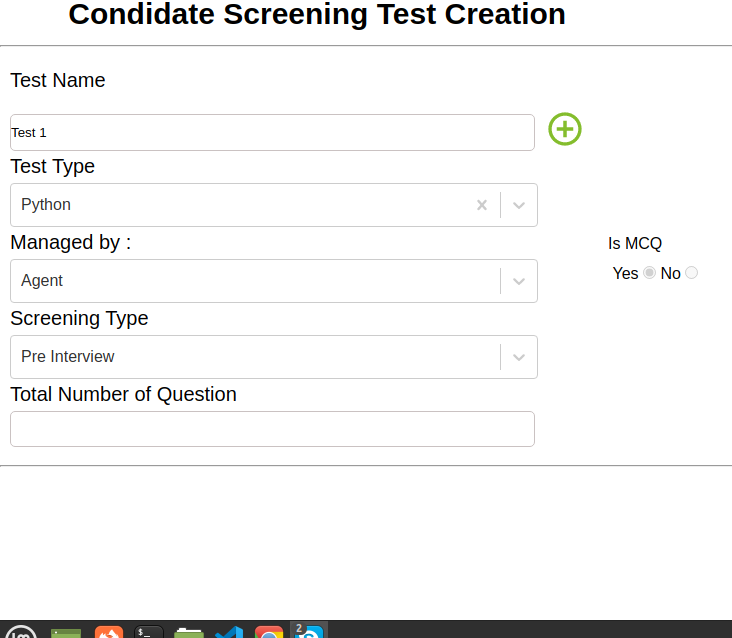 Condidate Screening Test Creation
Test Name
Test 1
Test Type
Python
Managed by :
Is MCQ
Agent
Yes No
Screening Type
Pre Interview
Total Number of Question
$_
2